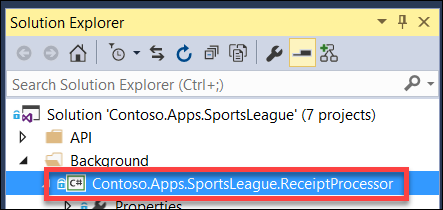 Solution Explorer
Search Solution Explorer (Ctrl+;)
Solution 'Contoso.Apps.SportsLeague' (7 projects)
API
Background
C# Contoso.Apps.SportsLeague.ReceiptProcessor
Properties